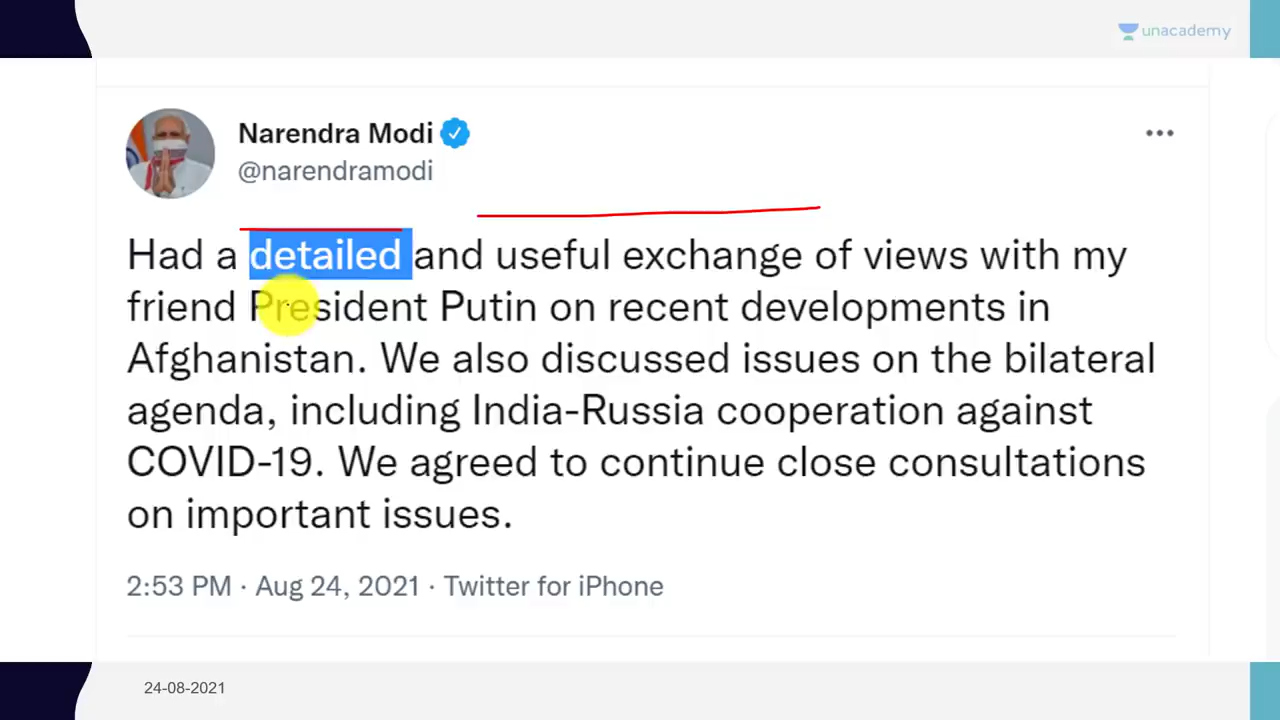 unacademy
Narendra Modi
@narendramodi
Had a detailed and useful exchange of views with my
friend President Putin on recent developments in
Afghanistan. We also discussed issues on the bilateral
agenda, including India-Russia cooperation against
COVID-19. We agreed to continue close consultations
on important issues.
2:53 PM · Aug 24, 2021 · Twitter for iPhone
24-08-2021